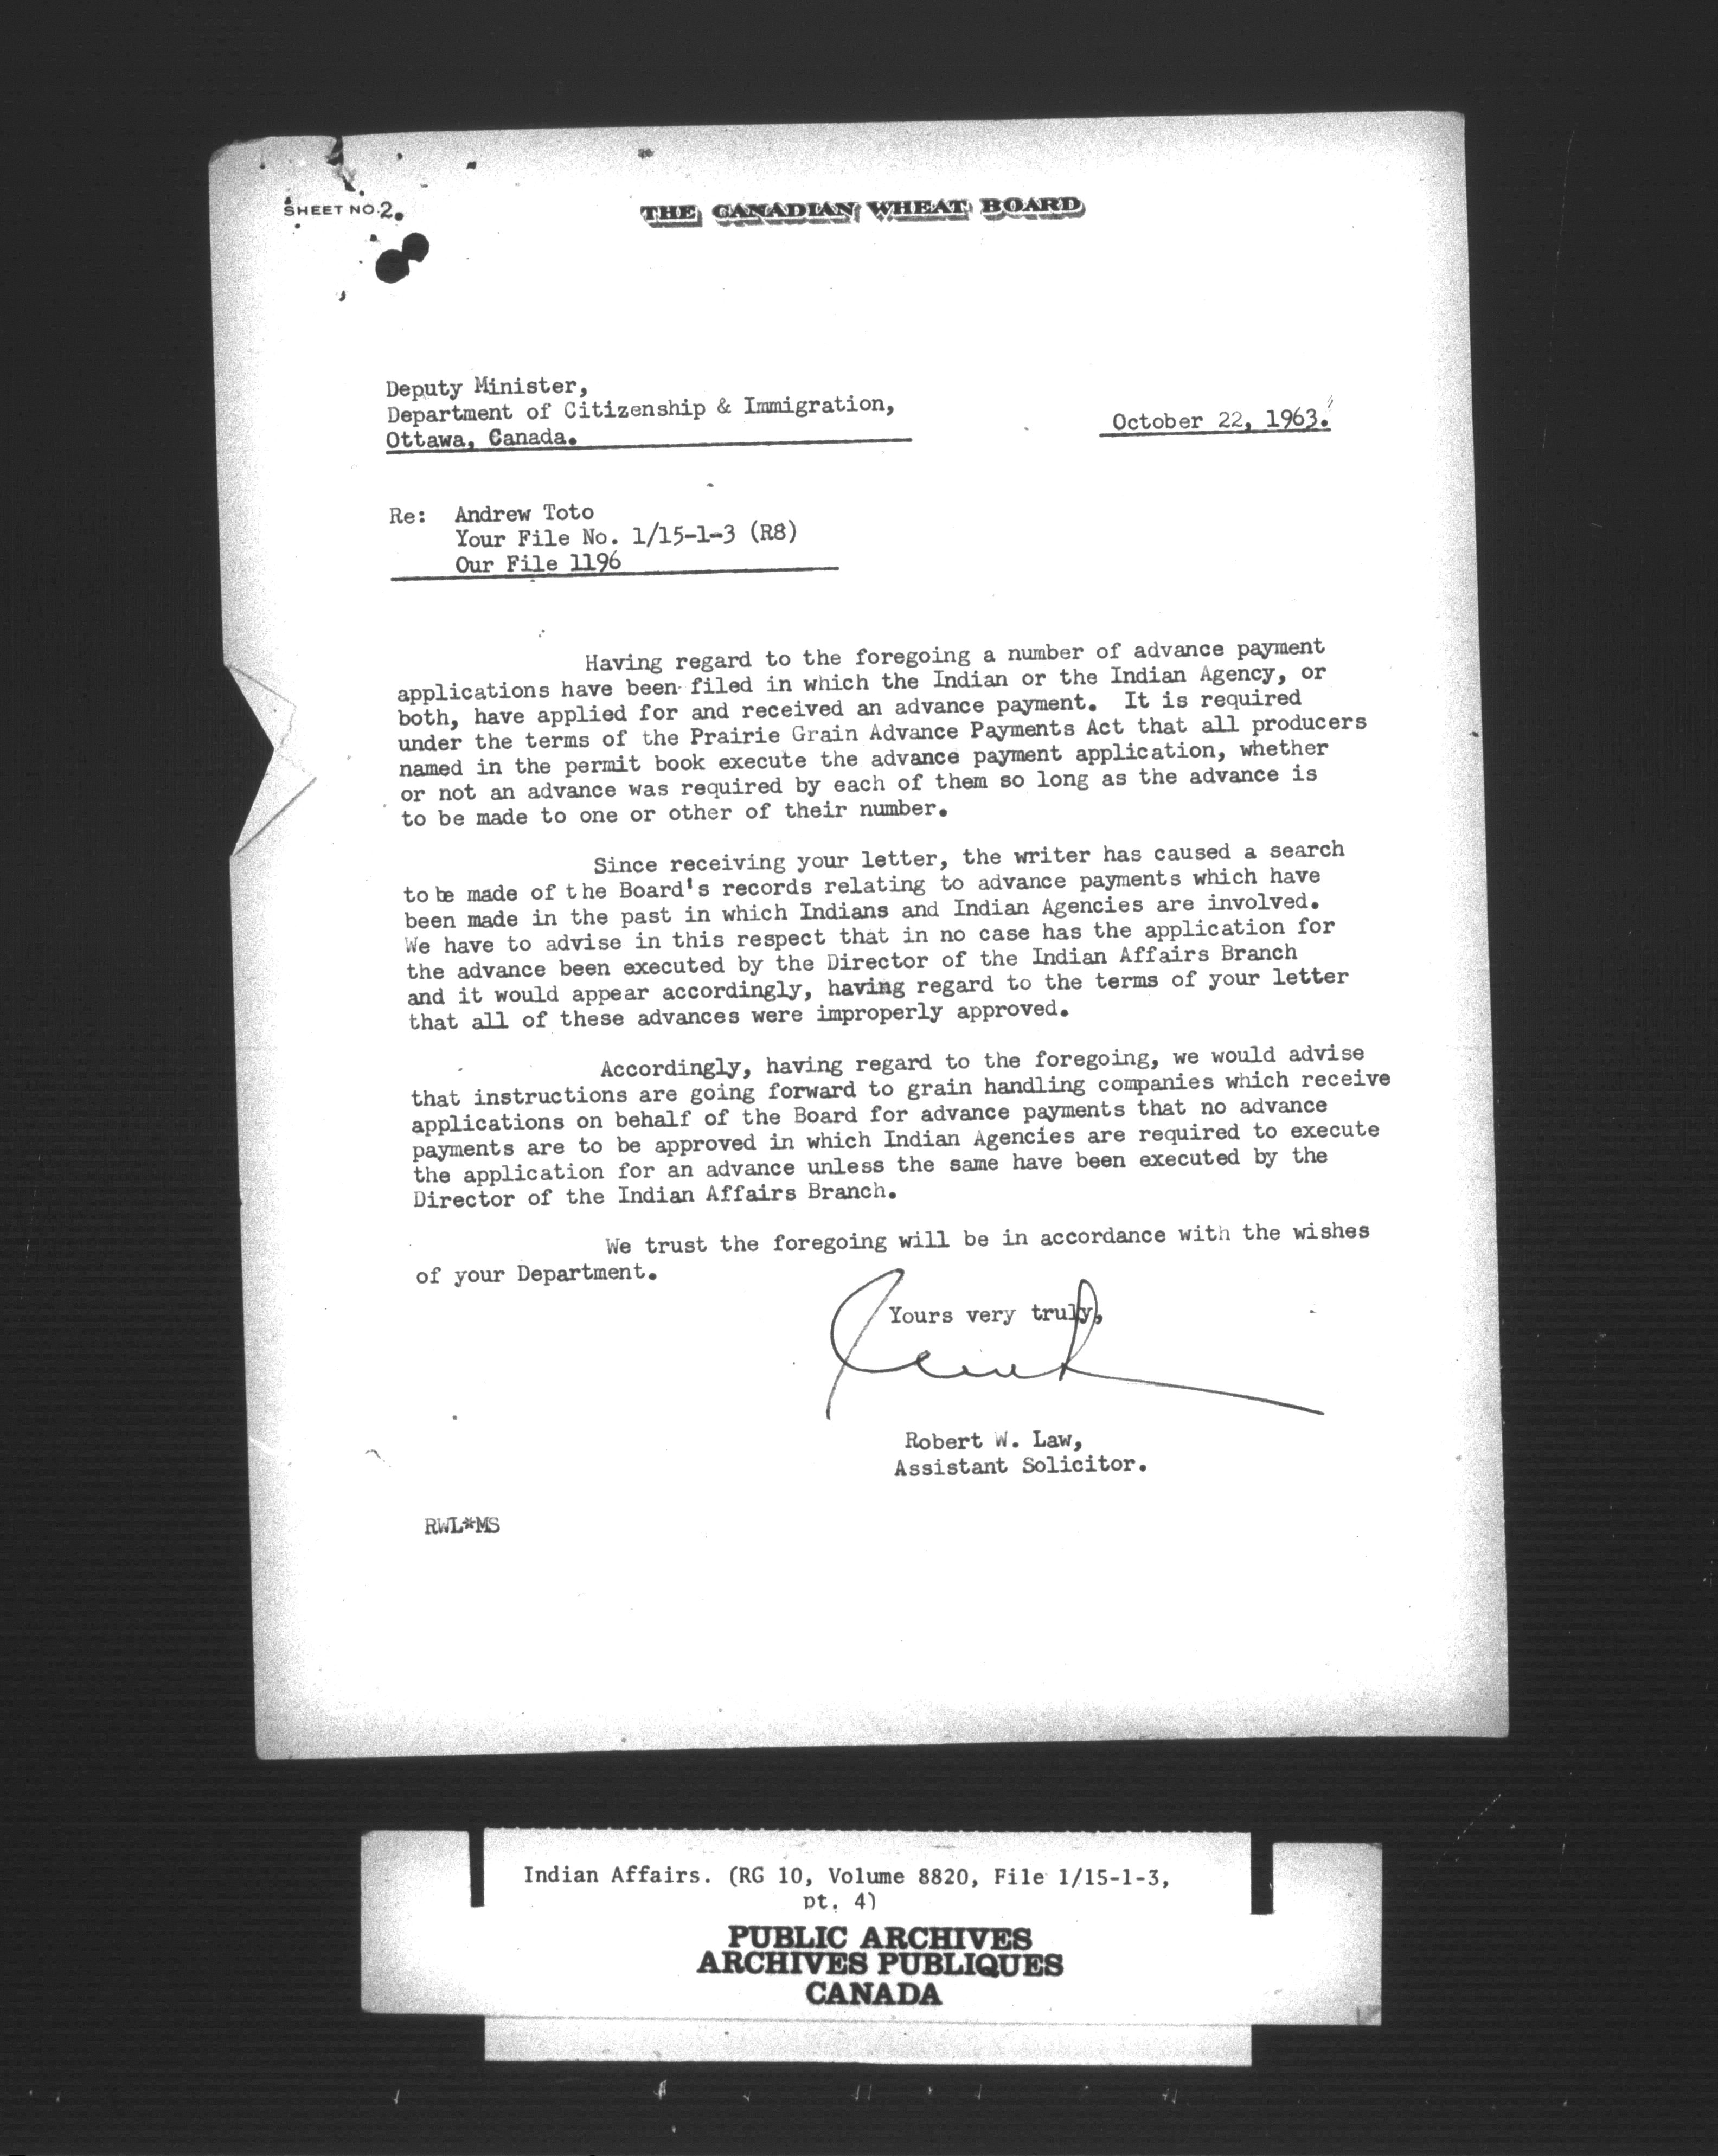 SHEET NO. 2.
THE CANADIAN WHEAT BOARD
Deputy Minister,
Department of Citizenship & Immigration,
Ottawa, Canada.
October 22, 1963.
Re: Andrew Toto
Your File No. 1/15-1-3 (R8)
Our File 1196
Having regard to the foregoing a number of advance payment
applications have been filed in which the Indian or the Indian Agency, or
both, have applied for and received an advance payment. It is required
under the terms of the Prairie Grain Advance Payments Act that all producers
named in the permit book execute the advance payment application, whether
or not an advance was required by each of them so long as the advance is
to be made to one or other of their number.
Since receiving your letter, the writer has caused a search
to be made of the Board's records relating to advance payments which have
been made in the past in which Indians and Indian Agencies are involved.
We have to advise in this respect that in no case has the application for
the advance been executed by the Director of the Indian Affairs Branch
and it would appear accordingly, having regard to the terms of your letter
that all of these advances were improperly approved.
Accordingly, having regard to the foregoing, we would advise
that instructions are going forward to grain handling companies which receive
applications on behalf of the Board for advance payments that no advance
payments are to be approved in which Indian Agencies are required to execute
the application for an advance unless the same have been executed by the
Director of the Indian Affairs Branch.
We trust the foregoing will be in accordance with the wishes
of your Department.
Yours very truly,
Robert W. Law,
Assistant Solicitor.
RWL*MS
Indian Affairs. (RG 10, Volume 8820, File 1/15-1-3,
pt. 4)
PUBLIC ARCHIVES
ARCHIVES PUBLIQUES
CANADA